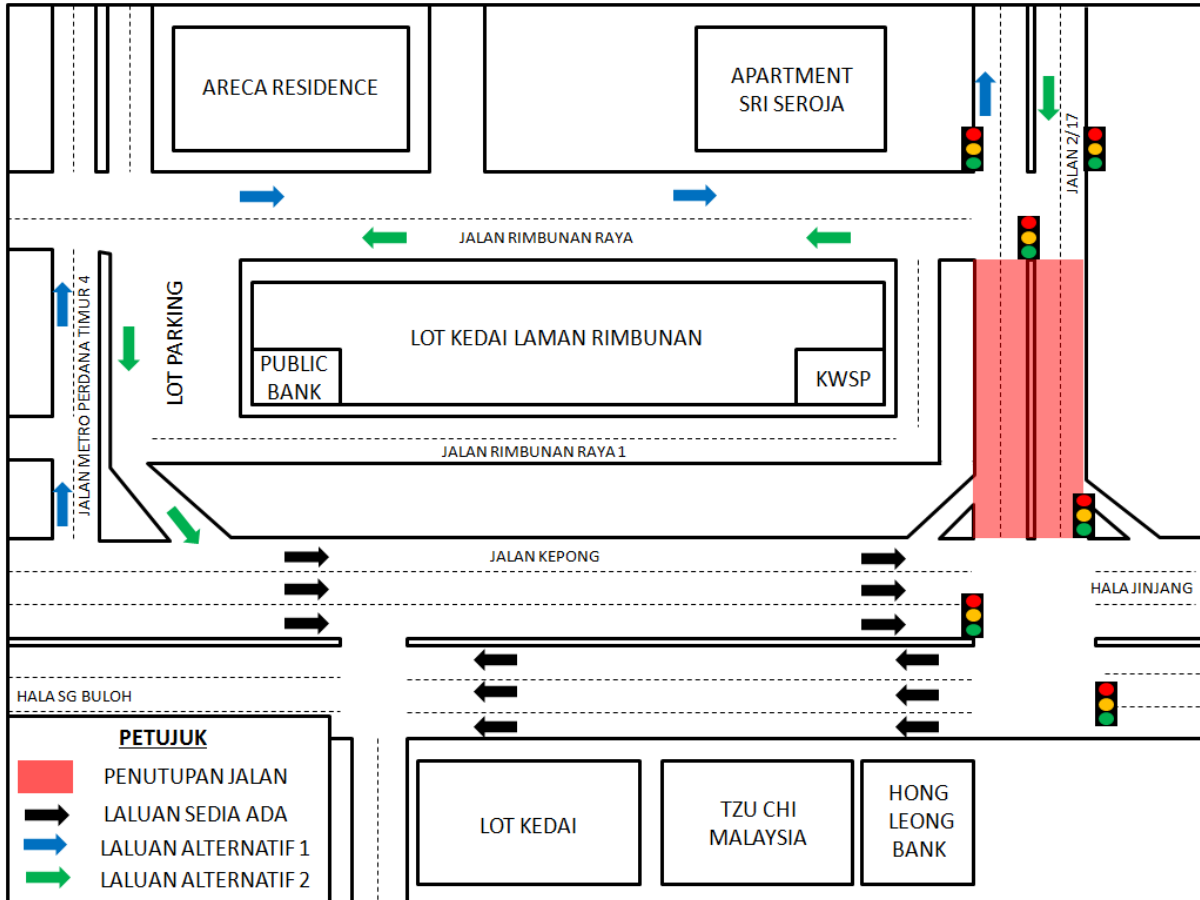 ARECA RESIDENCE
APARTMENT
SRI SEROJA
JALAN 2/17
JALAN RIMBUNAN RAYA
JALAN METRO PERDANA TIMUR 4
LOT PARKING
LOT KEDAI LAMAN RIMBUNAN
PUBLIC
BANK
KWSP
JALAN RIMBUNAN RAYA 1
JALAN KEPONG
HALA JINJANG
HALA SG BULOH
PETUJUK
PENUTUPAN JALAN
LALUAN SEDIA ADA
LALUAN ALTERNATIF 1
LALUAN ALTERNATIF 2
LOT KEDAI
TZU CHI
MALAYSIA
HONG
LEONG
BANK